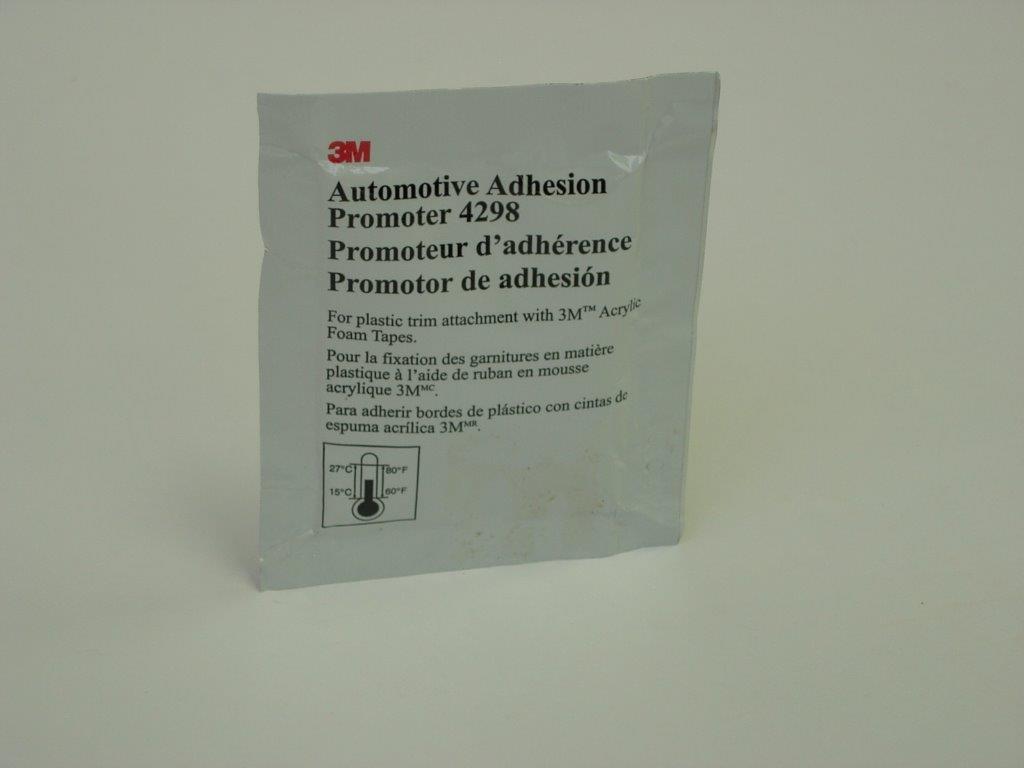 3M
Automotive Adhesion
Promoter 4298
Promoteur d'adhérence
Promotor de adhesión
For plastic trim attachment with 3M™ Acrylic
Foam Tapes.
Pour la fixation des garnitures en matière
plastique à l'aide de ruban en mousse
acrylique 3Mᴹᶜ.
Para adherir bordes de plástico con cintas de
espuma acrílica 3Mᴹᴿ.
27°C 80°F
15°C 60°F